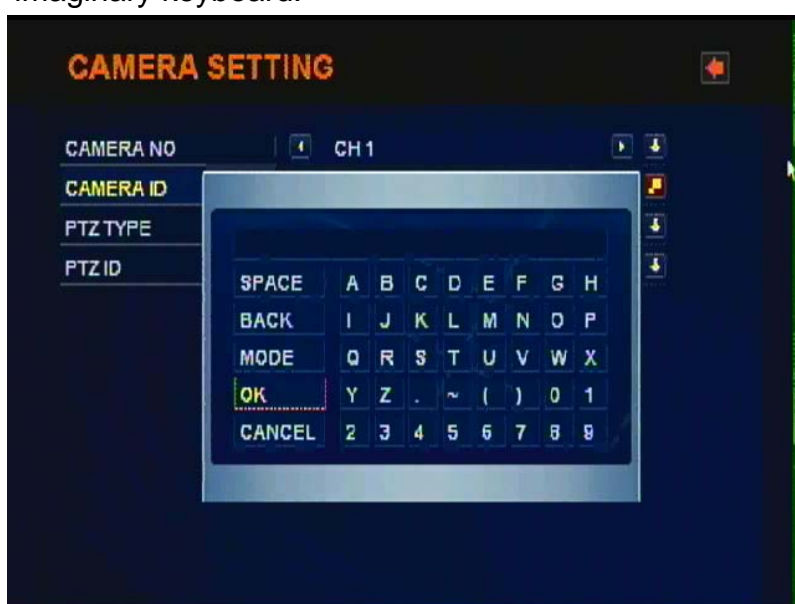 imaginary keyboard.
CAMERA SETTING
CAMERA NO CH 1
CAMERA ID
PTZ TYPE
PTZ ID
SPACE A B C D E F G H
BACK I J K L M N O P
MODE Q R S T U V W X
OK Y Z . ~ ( ) 0 1
CANCEL 2 3 4 5 6 7 8 9